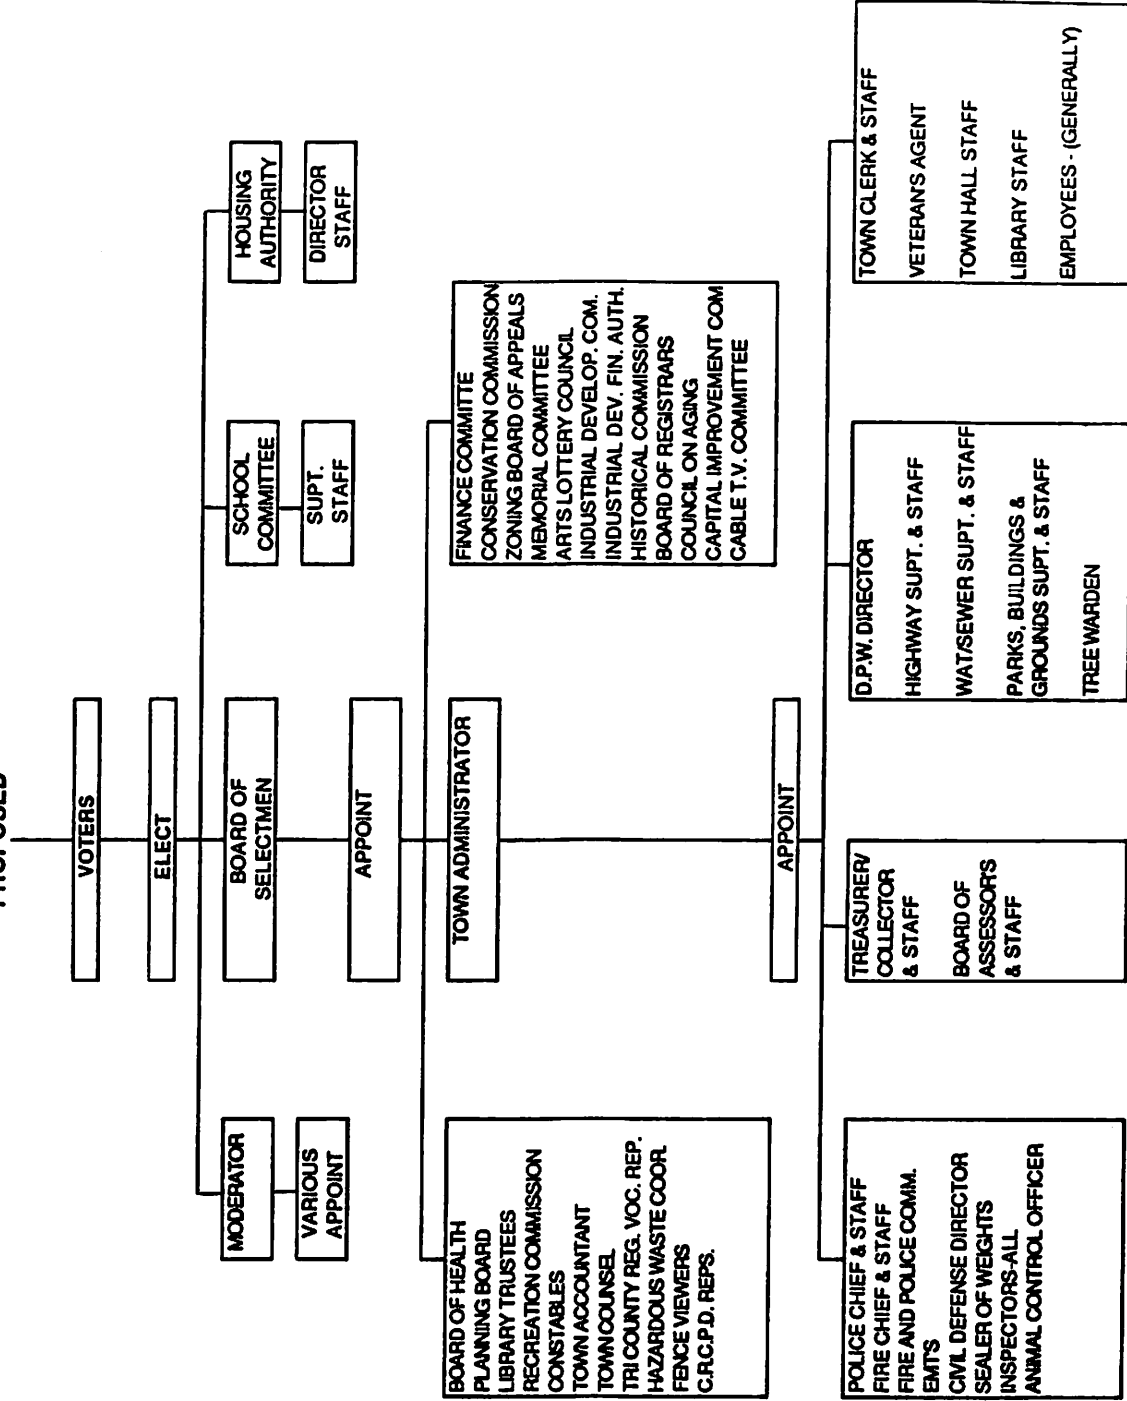 PROPOSED
VOTERS
ELECT
MODERATOR
BOARD OF
SELECTMEN
SCHOOL
COMMITTEE
HOUSING
AUTHORITY
VARIOUS
APPOINT
APPOINT
SUPT.
STAFF
DIRECTOR
STAFF
BOARD OF HEALTH
PLANNING BOARD
LIBRARY TRUSTEES
RECREATION COMMISSION
CONSTABLES
TOWN ACCOUNTANT
TOWN COUNSEL
TRI COUNTY REG. VOC. REP.
HAZARDOUS WASTE COOR.
FENCE VIEWERS
C.R.C.P.D. REPS.
TOWN ADMINISTRATOR
FINANCE COMMITTE
CONSERVATION COMMISSION
ZONING BOARD OF APPEALS
MEMORIAL COMMITTEE
ARTS LOTTERY COUNCIL
INDUSTRIAL DEVELOP. COM.
INDUSTRIAL DEV. FIN. AUTH.
HISTORICAL COMMISSION
BOARD OF REGISTRARS
COUNCIL ON AGING
CAPITAL IMPROVEMENT COM
CABLE T.V. COMMITTEE
APPOINT
POLICE CHIEF & STAFF
FIRE CHIEF & STAFF
FIRE AND POLICE COMM.
EMT'S
CIVIL DEFENSE DIRECTOR
SEALER OF WEIGHTS
INSPECTORS-ALL
ANIMAL CONTROL OFFICER
TREASURER/
COLLECTOR
& STAFF
BOARD OF
ASSESSOR'S
& STAFF
D.P.W. DIRECTOR
HIGHWAY SUPT. & STAFF
WAT/SEWER SUPT. & STAFF
PARKS, BUILDINGS &
GROUNDS SUPT. & STAFF
TREE WARDEN
TOWN CLERK & STAFF
VETERAN'S AGENT
TOWN HALL STAFF
LIBRARY STAFF
EMPLOYEES - (GENERALLY)